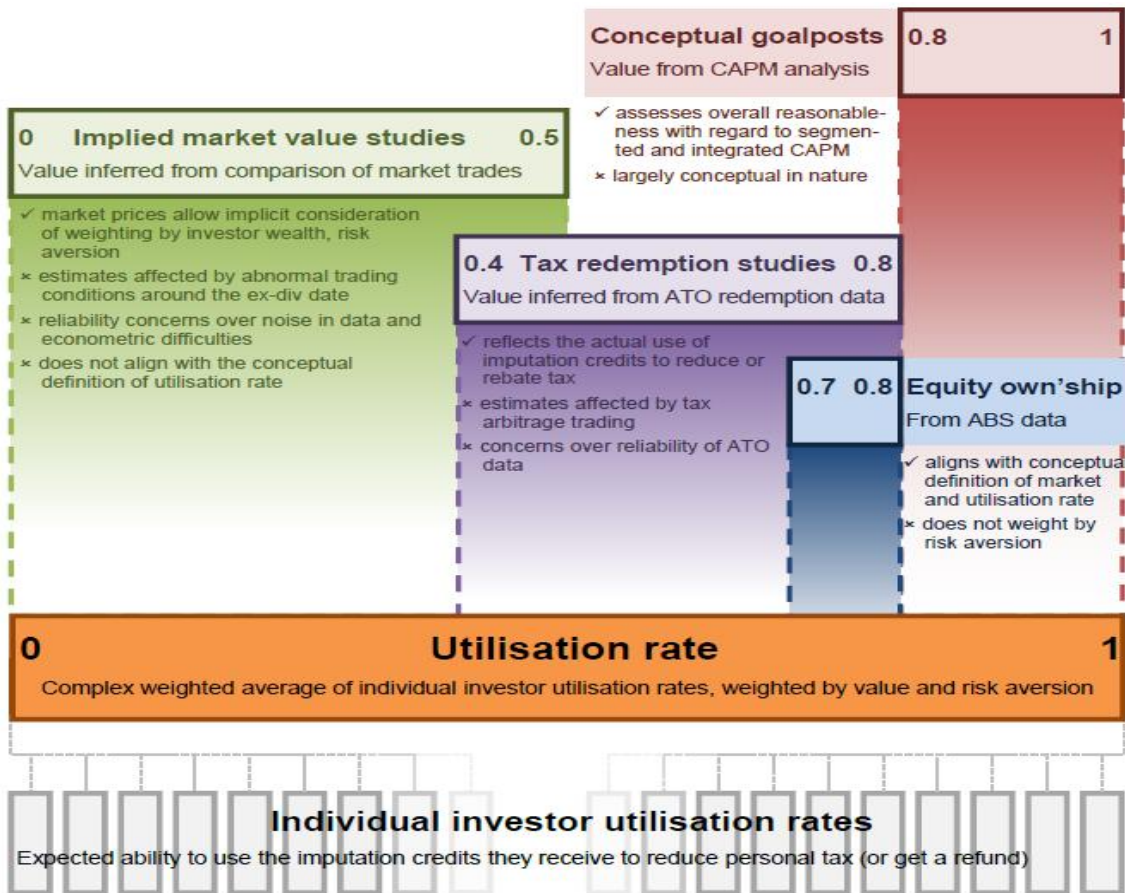 Conceptual goalposts
0.8 1
Value from CAPM analysis
✓ assesses overall reasonable-
ness with regard to segmen-
ted and integrated CAPM
× largely conceptual in nature
0 Implied market value studies 0.5
Value inferred from comparison of market trades
✓ market prices allow implicit consideration
of weighting by investor wealth, risk
aversion
× estimates affected by abnormal trading
conditions around the ex-div date
× reliability concerns over noise in data and
econometric difficulties
× does not align with the conceptual
definition of utilisation rate
0.4 Tax redemption studies 0.8
Value inferred from ATO redemption data
✓ reflects the actual use of
imputation credits to reduce or
rebate tax
× estimates affected by tax
arbitrage trading
× concerns over reliability of ATO
data
0.7 0.8 Equity own'ship
From ABS data
✓ aligns with conceptua
definition of market
and utilisation rate
× does not weight by
risk aversion
0 Utilisation rate 1
Complex weighted average of individual investor utilisation rates, weighted by value and risk aversion
Individual investor utilisation rates
Expected ability to use the imputation credits they receive to reduce personal tax (or get a refund)